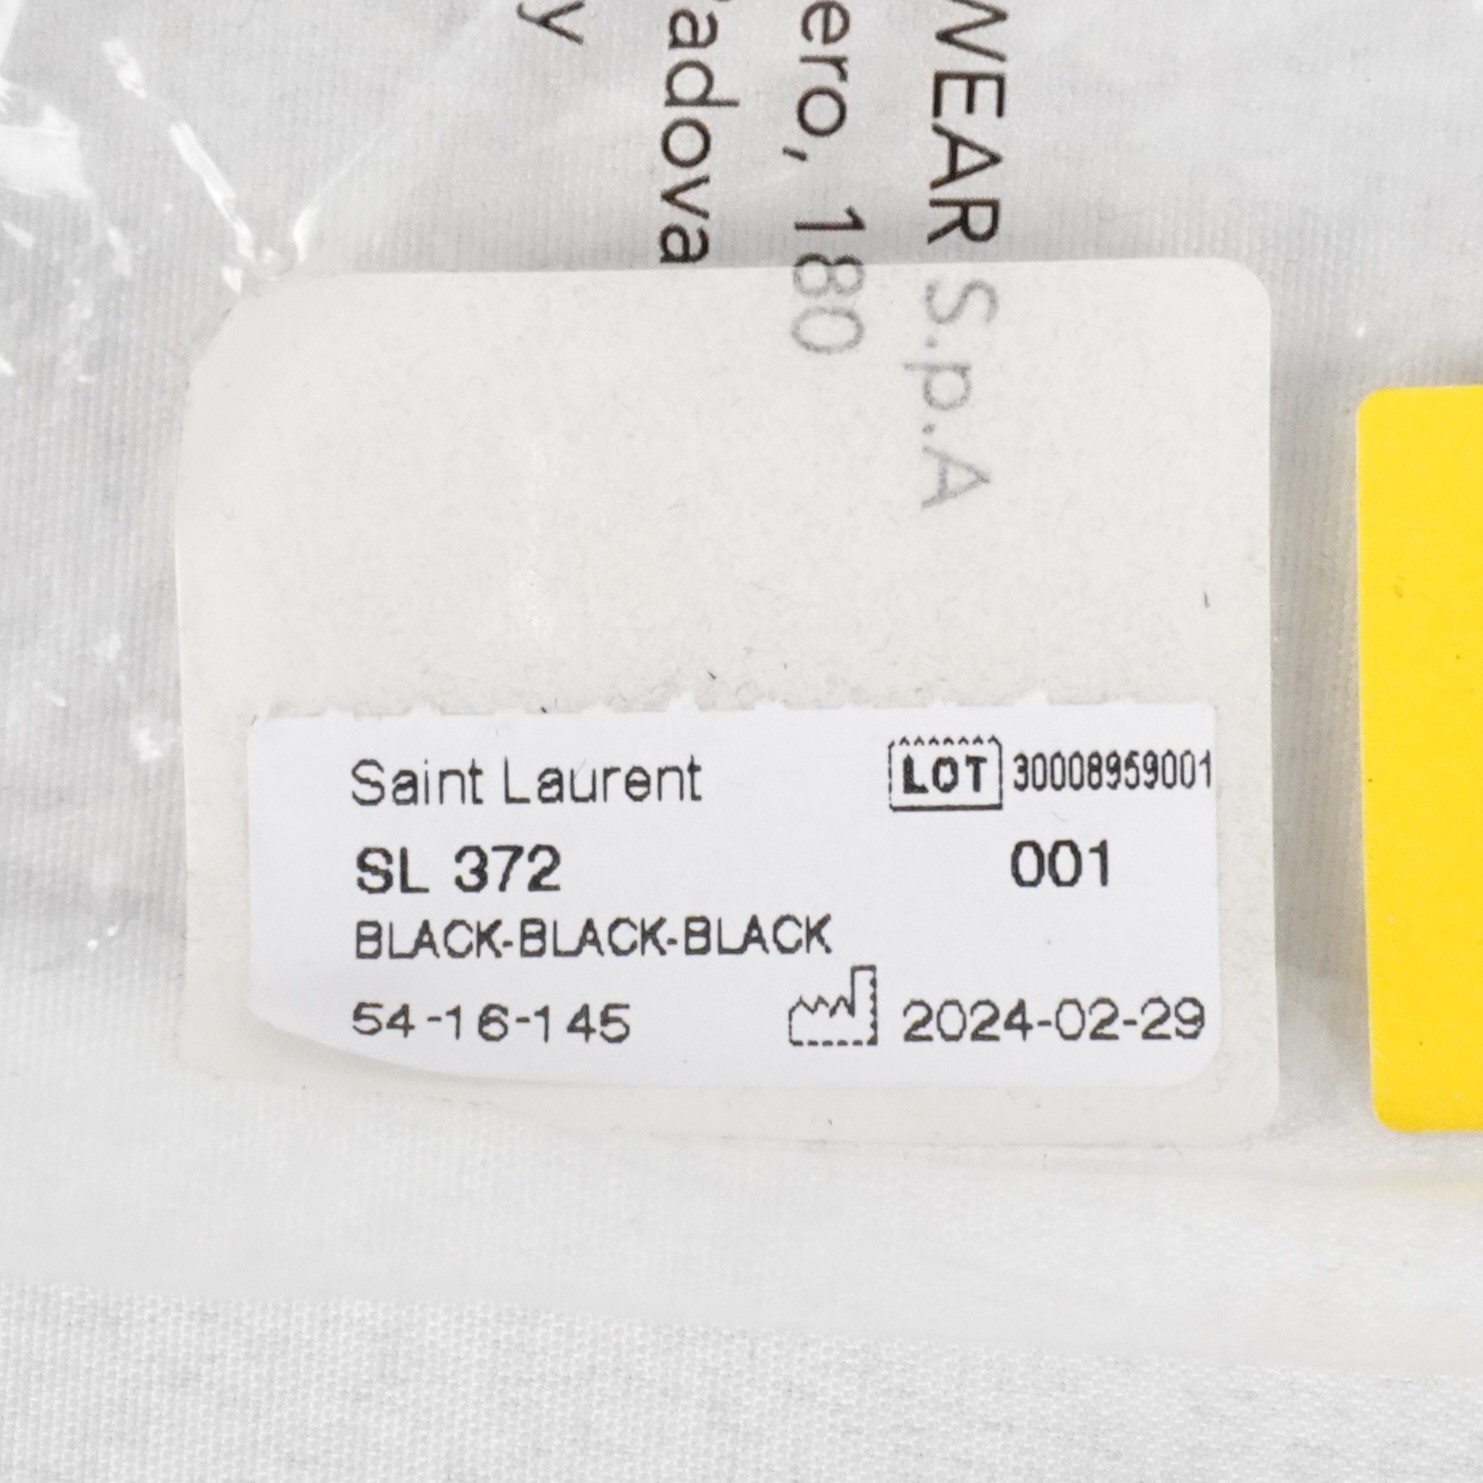 WEAR S.p.A
ero, 180
adova
y
Saint Laurent
LOT 30008959001
SL 372 001
BLACK-BLACK-BLACK
54-16-145 2024-02-29